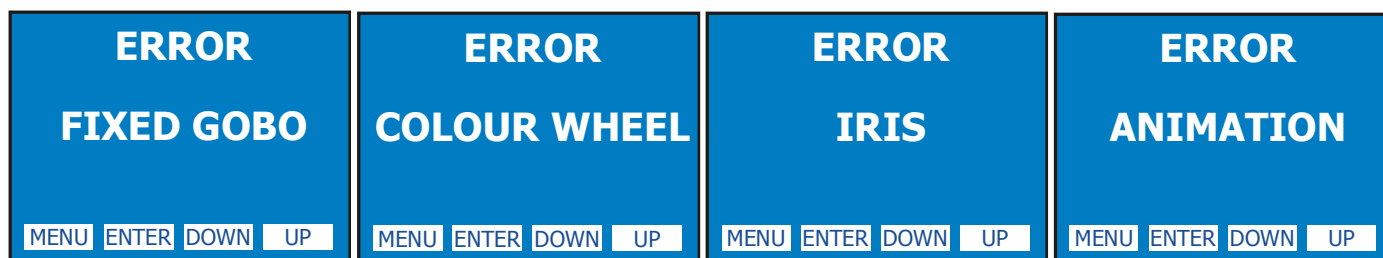 ERROR
FIXED GOBO
MENU ENTER DOWN UP
ERROR
COLOUR WHEEL
MENU ENTER DOWN UP
ERROR
IRIS
MENU ENTER DOWN UP
ERROR
ANIMATION
MENU ENTER DOWN UP